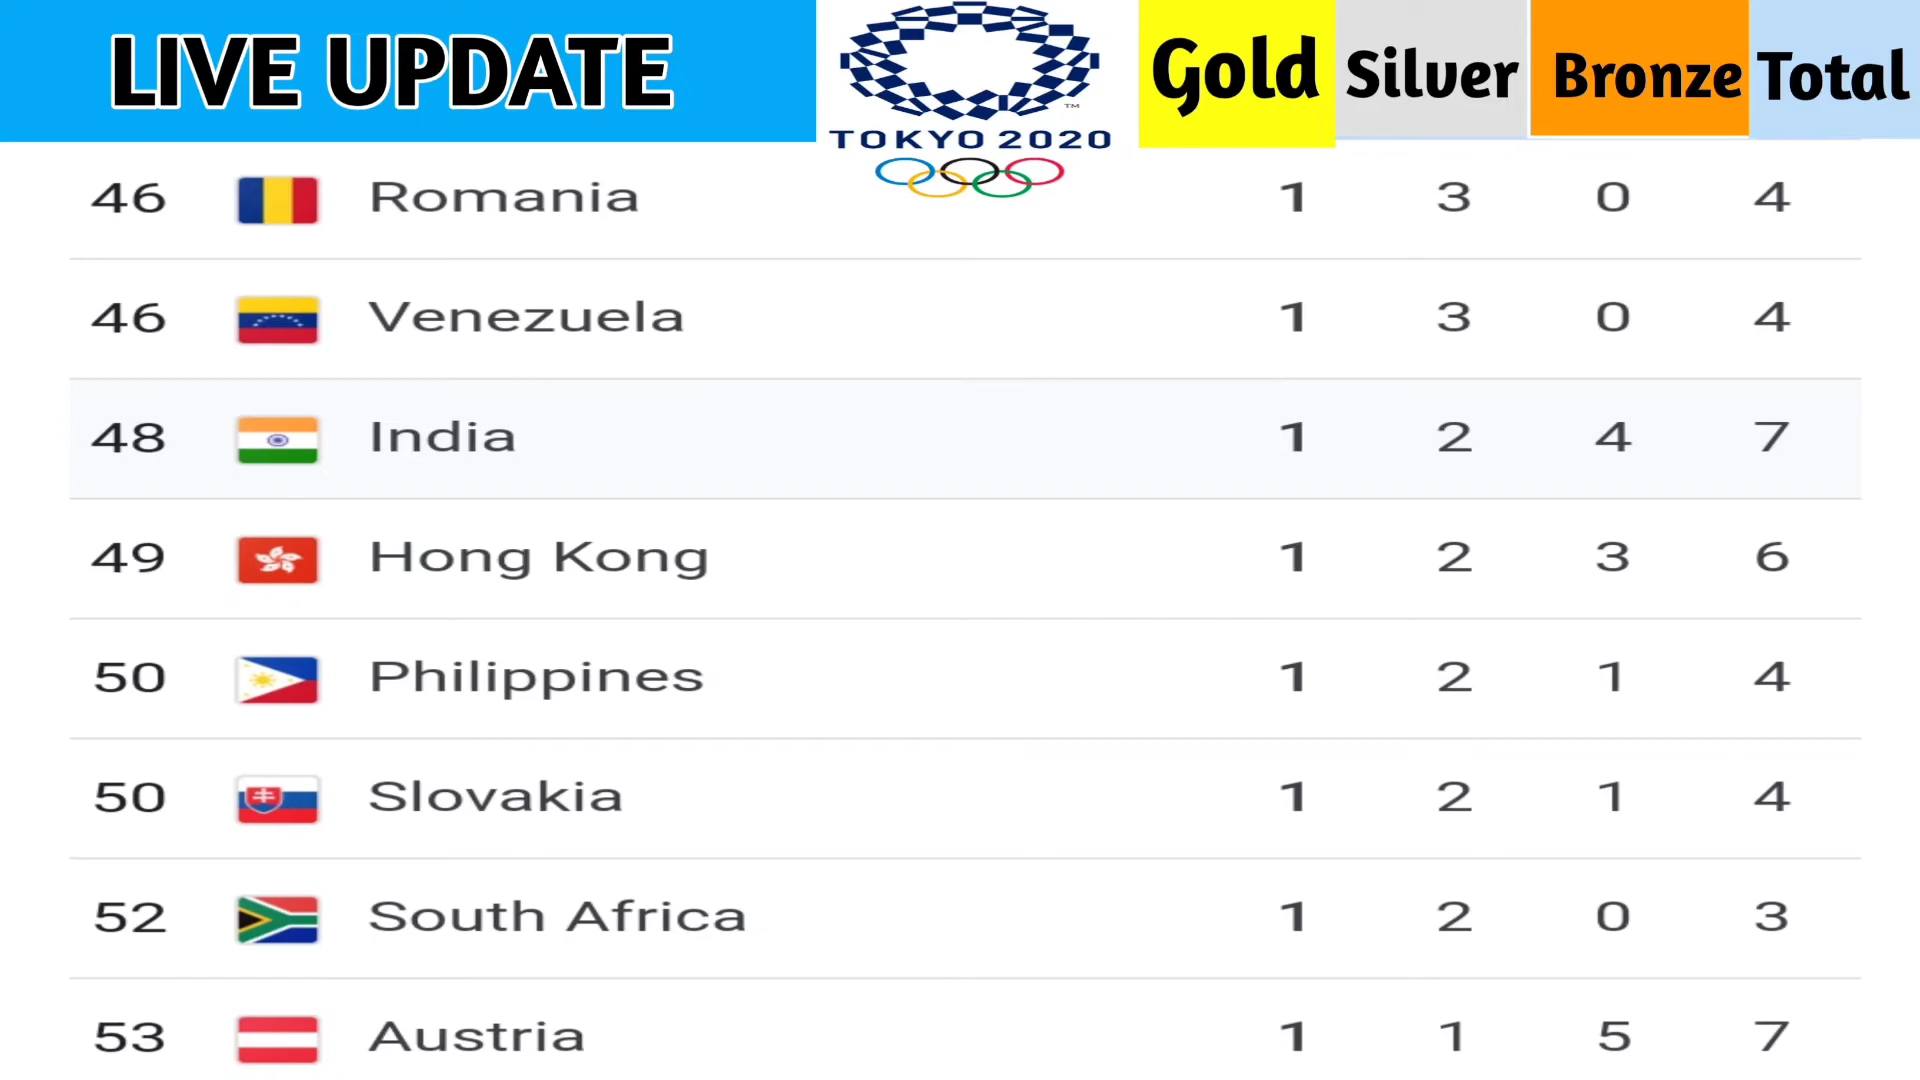 LIVE UPDATE
TOKYO 2020
™
Gold Silver Bronze Total
46 Romania 1 3 0 4
46 Venezuela 1 3 0 4
48 India 1 2 4 7
49 Hong Kong 1 2 3 6
50 Philippines 1 2 1 4
50 Slovakia 1 2 1 4
52 South Africa 1 2 0 3
53 Austria 1 1 5 7